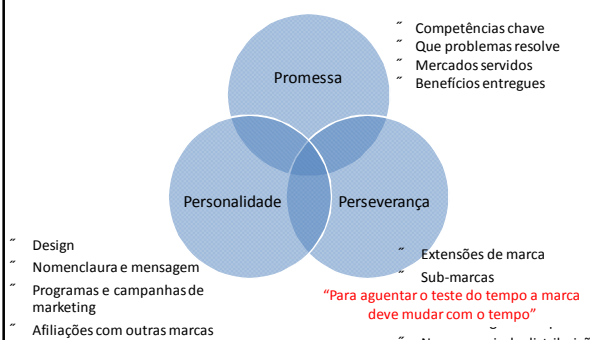 Promessa
˝ Competências chave
˝ Que problemas resolve
˝ Mercados servidos
˝ Benefícios entregues
Personalidade
Perseverança
˝ Design
˝ Nomenclaura e mensagem
˝ Programas e campanhas de
marketing
˝ Afiliações com outras marcas
˝ Extensões de marca
˝ Sub-marcas
“Para aguentar o teste do tempo a marca
deve mudar com o tempo”